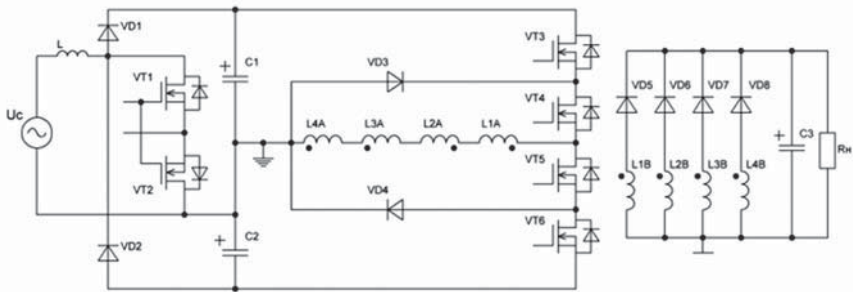 VD1
L
VT1
C1
VD3
VT3
VD5 VD6 VD7 VD8
VT4
Uc
L4A L3A L2A L1A
C3
Rн
VT2
VD4
VT5
L1B L2B L3B L4B
VD2
C2
VT6
+
+
+